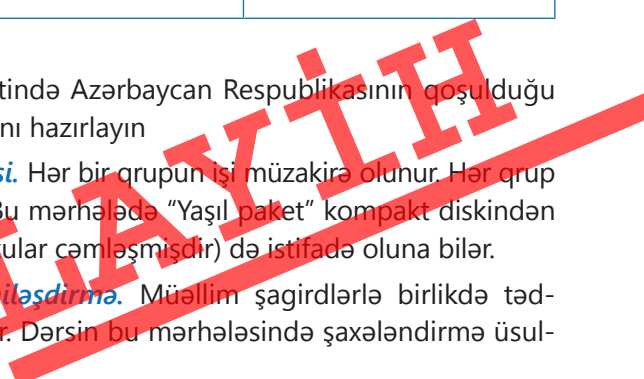 tində Azərbaycan Respublikasının qoşulduğu
nı hazırlayın
si. Hər bir qrupun işi müzakirə olunur. Hər qrup
Bu mərhələdə “Yaşıl paket” kompakt diskindən
tular cəmləşmişdir) də istifadə oluna bilər.
iləşdirmə. Müəllim şagirdlərlə birlikdə təd-
r. Dərsin bu mərhələsində şaxələndirmə üsul-
LAYİH